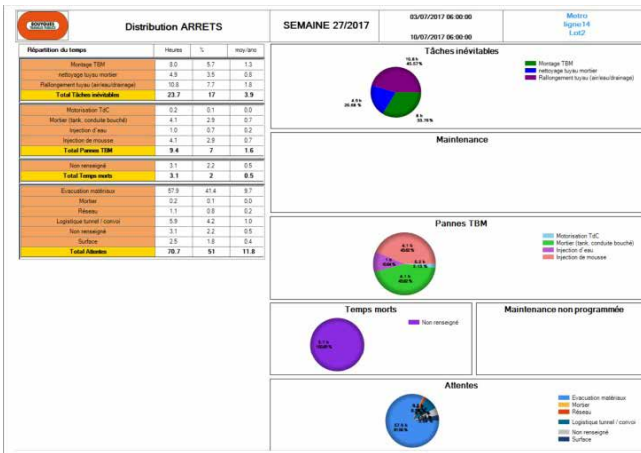 BOUYGUES
Distribution ARRETS
SEMAINE 27/2017
03/07/2017 06:00:00
10/07/2017 06:00:00
Metro
ligne14
Lot2
Répartition du temps Heures % moy/ano
Montage TBM 8.0 5.7 1.3
nettoyage tuyau mortier 4.9 3.5 0.8
Rallongement tuyau (air/eau/drainage) 10.8 7.7 1.8
Total Tâches inévitables 23.7 17 3.9
Motorisation TdC 0.2 0.1 0.0
Mortier (tank, conduite bouché) 4.1 2.9 0.7
Injection d'eau 1.0 0.7 0.2
Injection de mousse 4.1 2.9 0.7
Total Pannes TBM 9.4 7 1.6
Non renseigné 3.1 2.2 0.5
Total Temps morts 3.1 2 0.5
Evacuation matériaux 57.9 41.4 9.7
Mortier 0.2 0.1 0.0
Réseau 1.1 0.8 0.2
Logistique tunnel / convoi 5.9 4.2 1.0
Non renseigné 3.1 2.2 0.5
Surface 2.5 1.8 0.4
Total Attentes 70.7 51 11.8
Tâches inévitables
Montage TBM
nettoyage tuyau mortier
Rallongement tuyau (air/eau/drainage)
Maintenance
Pannes TBM
Motorisation TdC
Mortier (tank, conduite bouché)
Injection d'eau
Injection de mousse
Temps morts
Non renseigné
Maintenance non programmée
Attentes
Evacuation matériaux
Mortier
Réseau
Logistique tunnel / convoi
Non renseigné
Surface